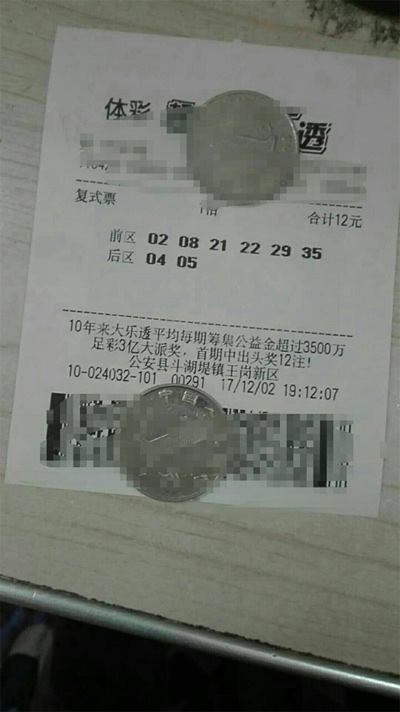 体彩 透
复式票 1倍 合计12元
前区 02 08 21 22 29 35
后区 04 05
10年来大乐透平均每期筹集公益金超过3500万
足彩3亿大派奖，首期中出头奖12注!
公安县斗湖堤镇王岗新区
10-024032-101 00291 17/12/02 19:12:07